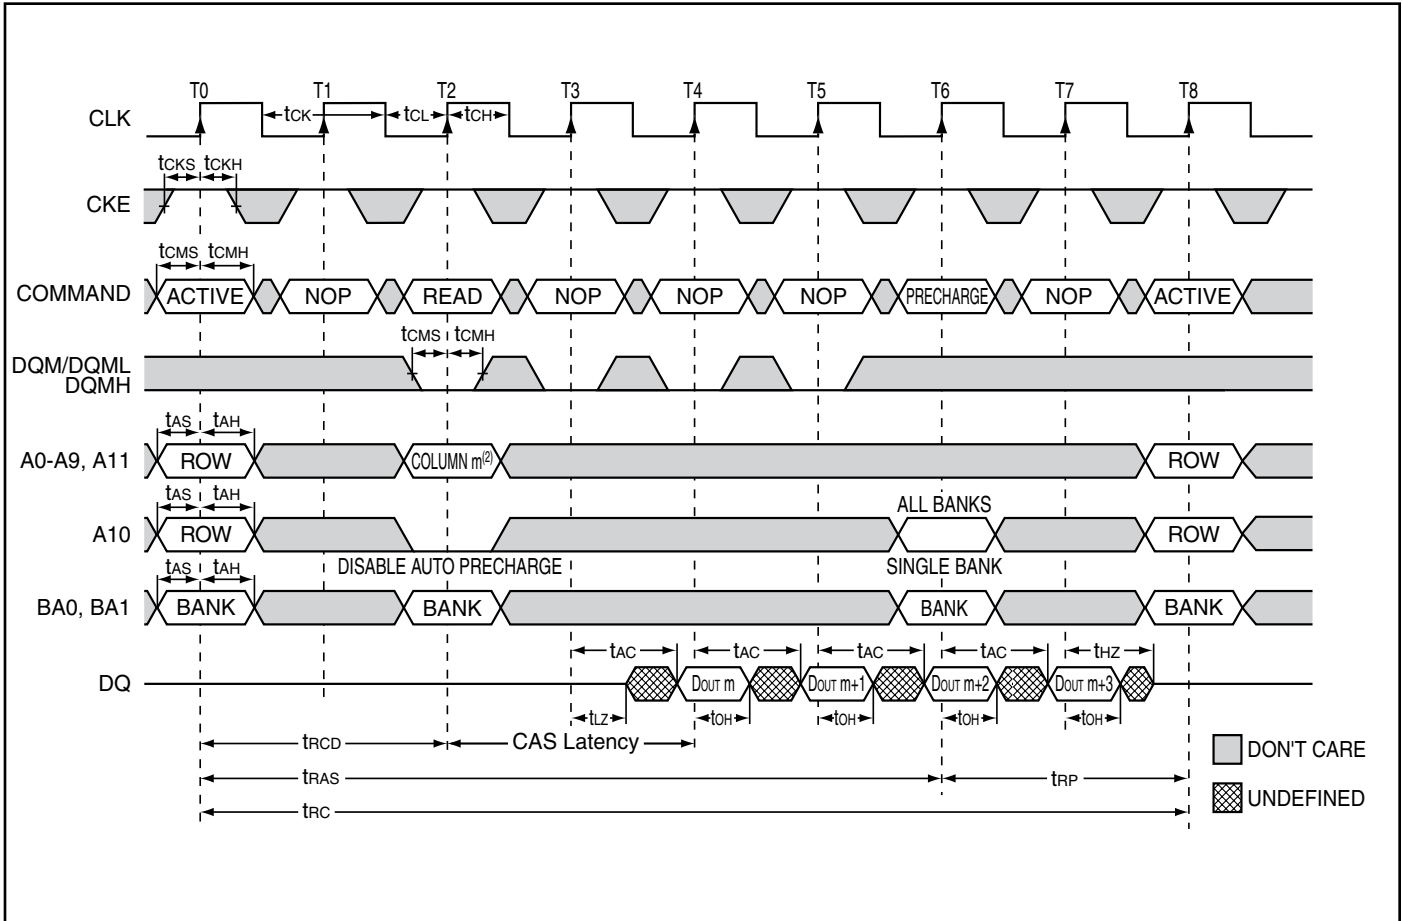 T0 T1 T2 T3 T4 T5 T6 T7 T8
CLK tCK tCL tCH
tCKS tCKH
CKE
tCMS tCMH
COMMAND ACTIVE NOP READ NOP NOP NOP PRECHARGE NOP ACTIVE
tCMS tCMH
DQM/DQML
DQMH
tAS tAH
A0-A9, A11 ROW COLUMN m(2) ROW
tAS tAH ALL BANKS
A10 ROW ROW
DISABLE AUTO PRECHARGE SINGLE BANK
tAS tAH
BA0, BA1 BANK BANK BANK BANK
tAC tAC tAC tAC tHZ
DQ DOUT m DOUT m+1 DOUT m+2 DOUT m+3
tLZ tOH tOH tOH tOH
tRCD CAS Latency
DON'T CARE
tRAS tRP
UNDEFINED
tRC